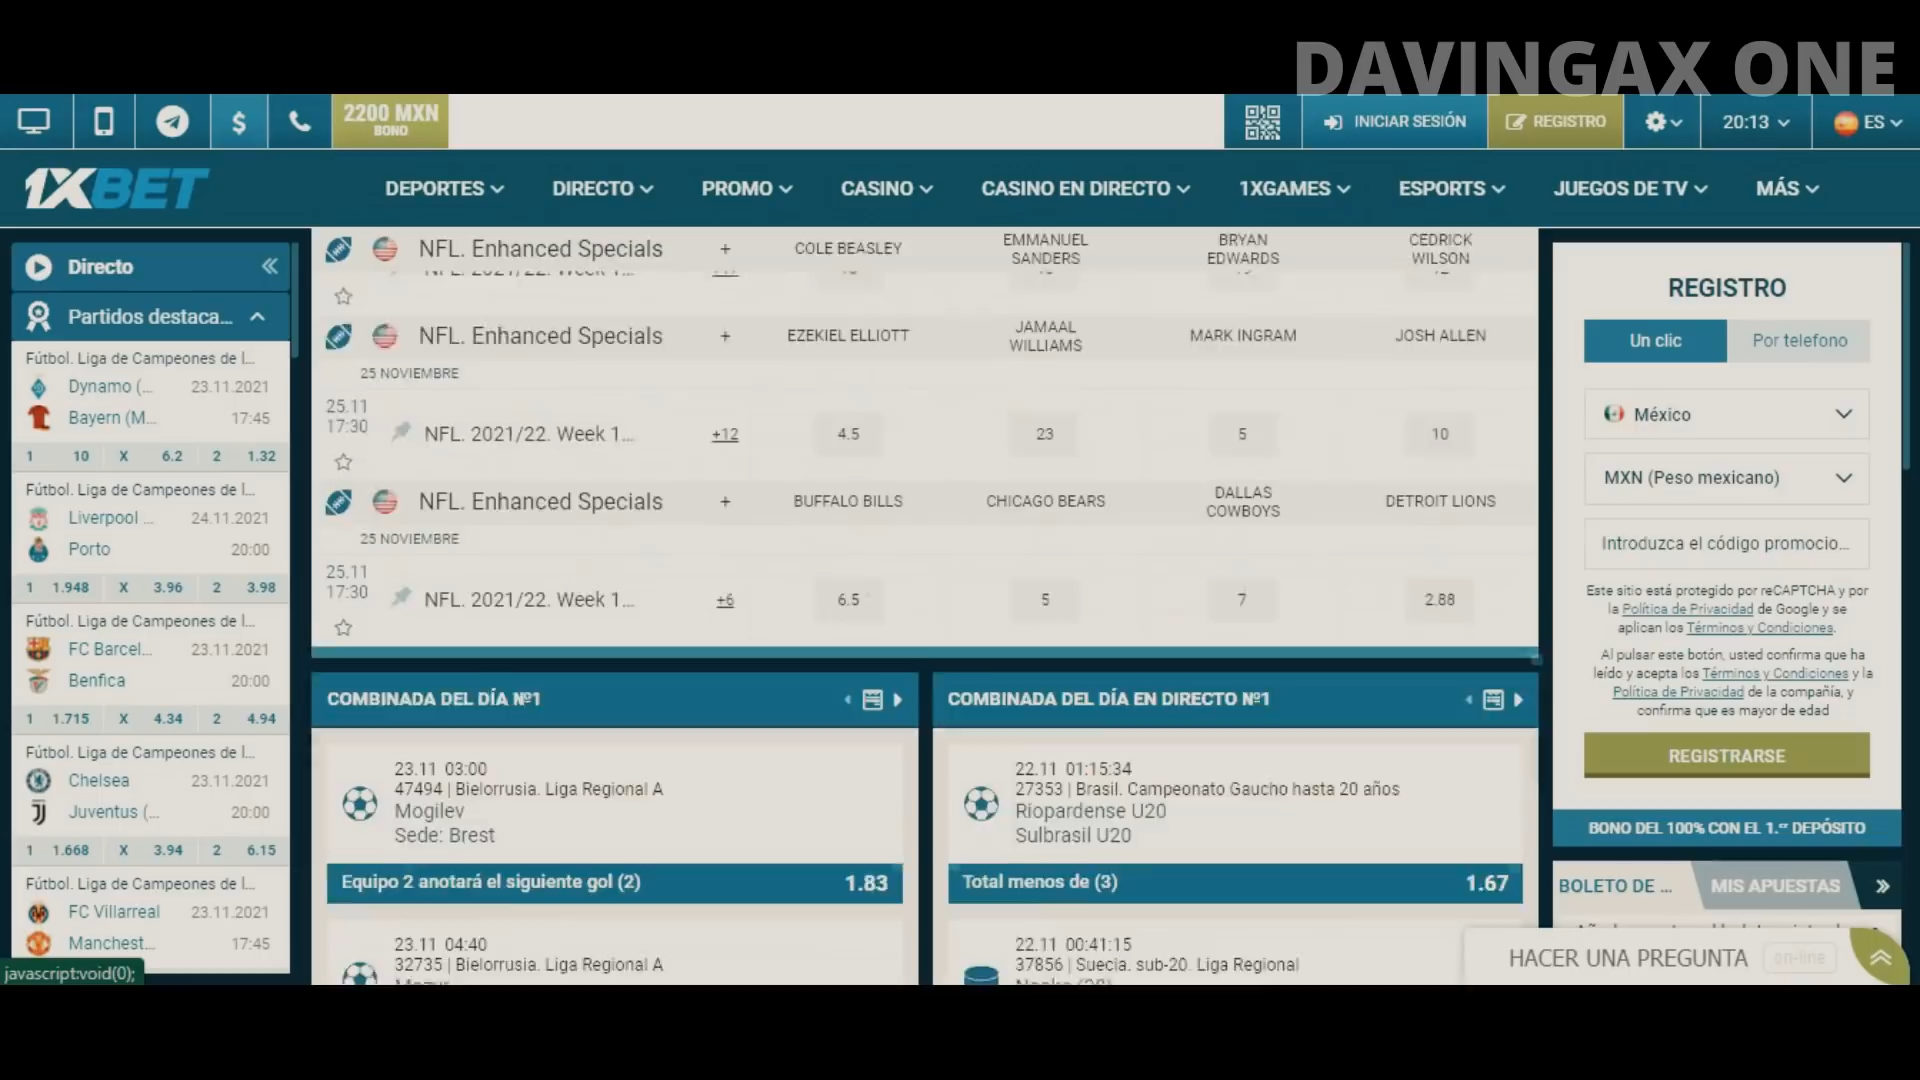 DAVINGAX ONE
2200 MXN
BONO
INICIAR SESIÓN
REGISTRO
20:13
ES
1XBET
DEPORTES
DIRECTO
PROMO
CASINO
CASINO EN DIRECTO
1XGAMES
ESPORTS
JUEGOS DE TV
MÁS
Directo
Partidos destaca...
Fútbol. Liga de Campeones de l...
Dynamo (... 23.11.2021
Bayern (M... 17:45
1 10 X 6.2 2 1.32
Fútbol. Liga de Campeones de l...
Liverpool ... 24.11.2021
Porto 20:00
1 1.948 X 3.96 2 3.98
Fútbol. Liga de Campeones de l...
FC Barcel... 23.11.2021
Benfica 20:00
1 1.715 X 4.34 2 4.94
Fútbol. Liga de Campeones de l...
Chelsea 23.11.2021
Juventus (... 20:00
1 1.668 X 3.94 2 6.15
Fútbol. Liga de Campeones de l...
FC Villarreal 23.11.2021
Manchest... 17:45
javascript:void(0);
NFL. Enhanced Specials + COLE BEASLEY EMMANUEL SANDERS BRYAN EDWARDS CEDRICK WILSON
NFL. Enhanced Specials + EZEKIEL ELLIOTT JAMAAL WILLIAMS MARK INGRAM JOSH ALLEN
25 NOVIEMBRE
25.11
17:30
NFL. 2021/22. Week 1... +12 4.5 23 5 10
NFL. Enhanced Specials + BUFFALO BILLS CHICAGO BEARS DALLAS COWBOYS DETROIT LIONS
25 NOVIEMBRE
25.11
17:30
NFL. 2021/22. Week 1... +6 6.5 5 7 2.88
COMBINADA DEL DÍA Nº1
23.11 03:00
47494 | Bielorrusia. Liga Regional A
Mogilev
Sede: Brest
Equipo 2 anotará el siguiente gol (2) 1.83
23.11 04:40
32735 | Bielorrusia. Liga Regional A
COMBINADA DEL DÍA EN DIRECTO Nº1
22.11 01:15:34
27353 | Brasil. Campeonato Gaucho hasta 20 años
Riopardense U20
Sulbrasil U20
Total menos de (3) 1.67
22.11 00:41:15
37856 | Suecia. sub-20. Liga Regional
REGISTRO
Un clic
Por telefono
México
MXN (Peso mexicano)
Introduzca el código promocio...
Este sitio está protegido por reCAPTCHA y por
la Política de Privacidad de Google y se
aplican los Términos y Condiciones.
Al pulsar este botón, usted confirma que ha
leído y acepta los Términos y Condiciones y la
Política de Privacidad de la compañía, y
confirma que es mayor de edad
REGISTRARSE
BONO DEL 100% CON EL 1.er DEPÓSITO
BOLETO DE ...
MIS APUESTAS
HACER UNA PREGUNTA
on-line